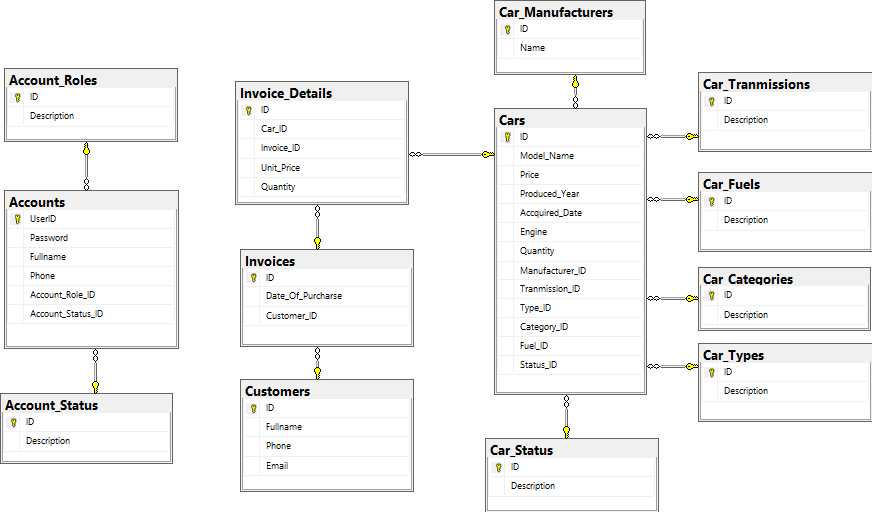 Account_Roles
ID
Description
Accounts
UserID
Password
Fullname
Phone
Account_Role_ID
Account_Status_ID
Account_Status
ID
Description
Invoice_Details
ID
Car_ID
Invoice_ID
Unit_Price
Quantity
Invoices
ID
Date_Of_Purcharse
Customer_ID
Customers
ID
Fullname
Phone
Email
Car_Manufacturers
ID
Name
Cars
ID
Model_Name
Price
Produced_Year
Accquired_Date
Engine
Quantity
Manufacturer_ID
Tranmission_ID
Type_ID
Category_ID
Fuel_ID
Status_ID
Car_Status
ID
Description
Car_Tranmissions
ID
Description
Car_Fuels
ID
Description
Car_Categories
ID
Description
Car_Types
ID
Description